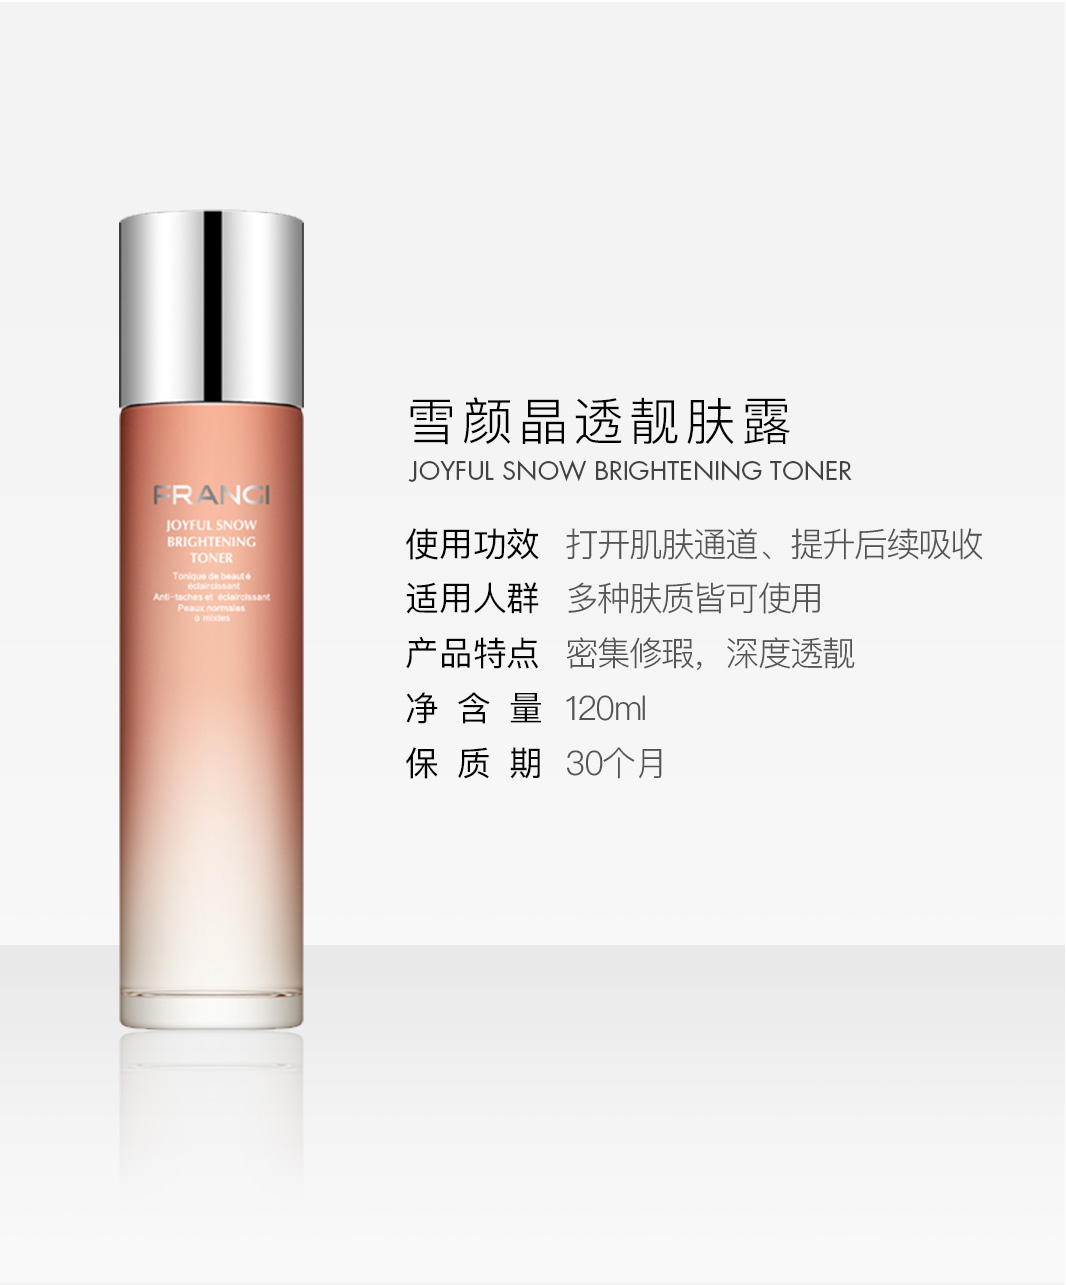 FRANGI
JOYFUL SNOW
BRIGHTENING
TONER
Tonique de beauté
éclaircissant
Anti-taches et éclaircissant
Peaux normales
à mixtes
雪颜晶透靓肤露
JOYFUL SNOW BRIGHTENING TONER
使用功效 打开肌肤通道、提升后续吸收
适用人群 多种肤质皆可使用
产品特点 密集修瑕，深度透靓
净含量 120ml
保质期 30个月